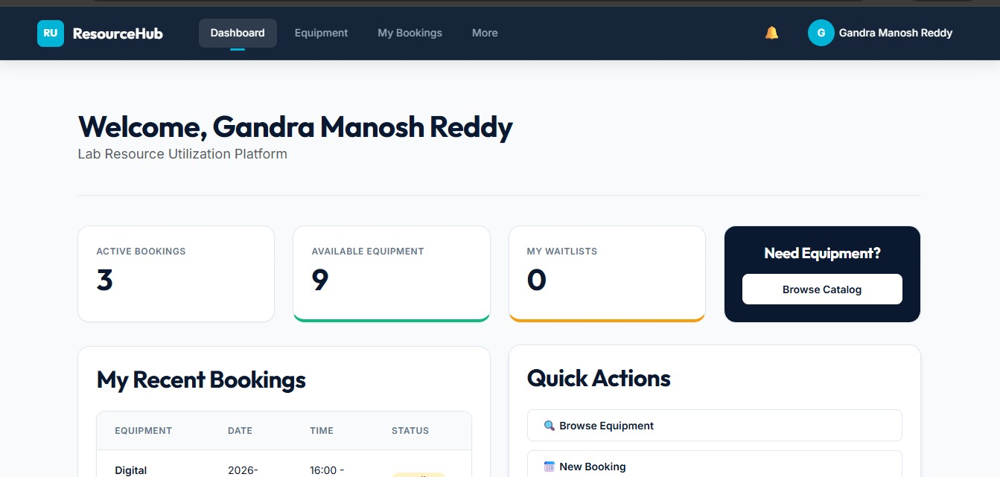 RU ResourceHub Dashboard Equipment My Bookings More G Gandra Manosh Reddy
Welcome, Gandra Manosh Reddy
Lab Resource Utilization Platform
ACTIVE BOOKINGS
3
AVAILABLE EQUIPMENT
9
MY WAITLISTS
0
Need Equipment?
Browse Catalog
My Recent Bookings
EQUIPMENT DATE TIME STATUS
Digital 2026- 16:00 -
Quick Actions
Browse Equipment
New Booking